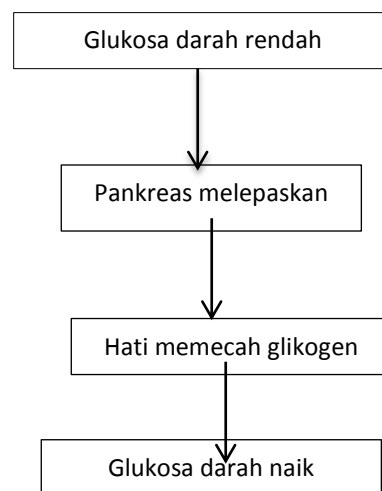 Glukosa darah rendah
Pankreas melepaskan
Hati memecah glikogen
Glukosa darah naik